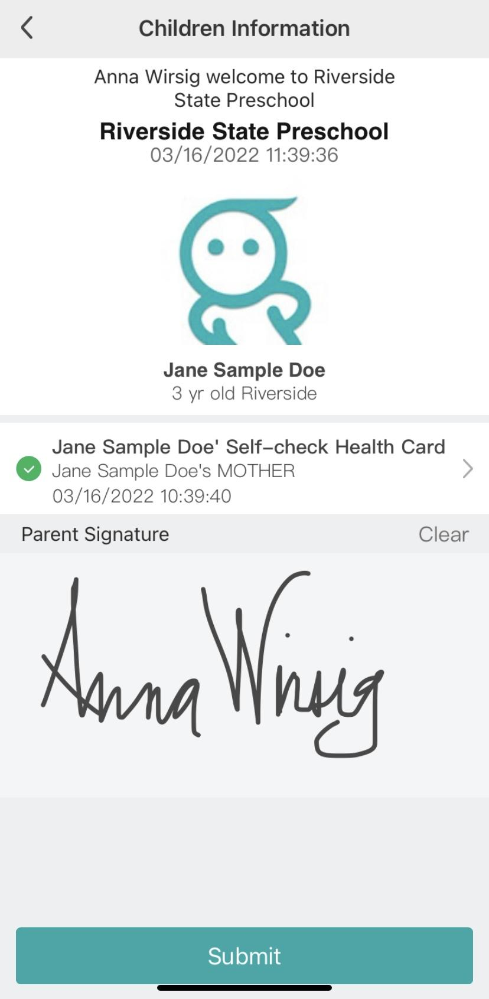 Children Information
Anna Wirsig welcome to Riverside
State Preschool
Riverside State Preschool
03/16/2022 11:39:36
Jane Sample Doe
3 yr old Riverside
Jane Sample Doe' Self-check Health Card
Jane Sample Doe's MOTHER
03/16/2022 10:39:40
Parent Signature Clear
Anna Wirsig
Submit